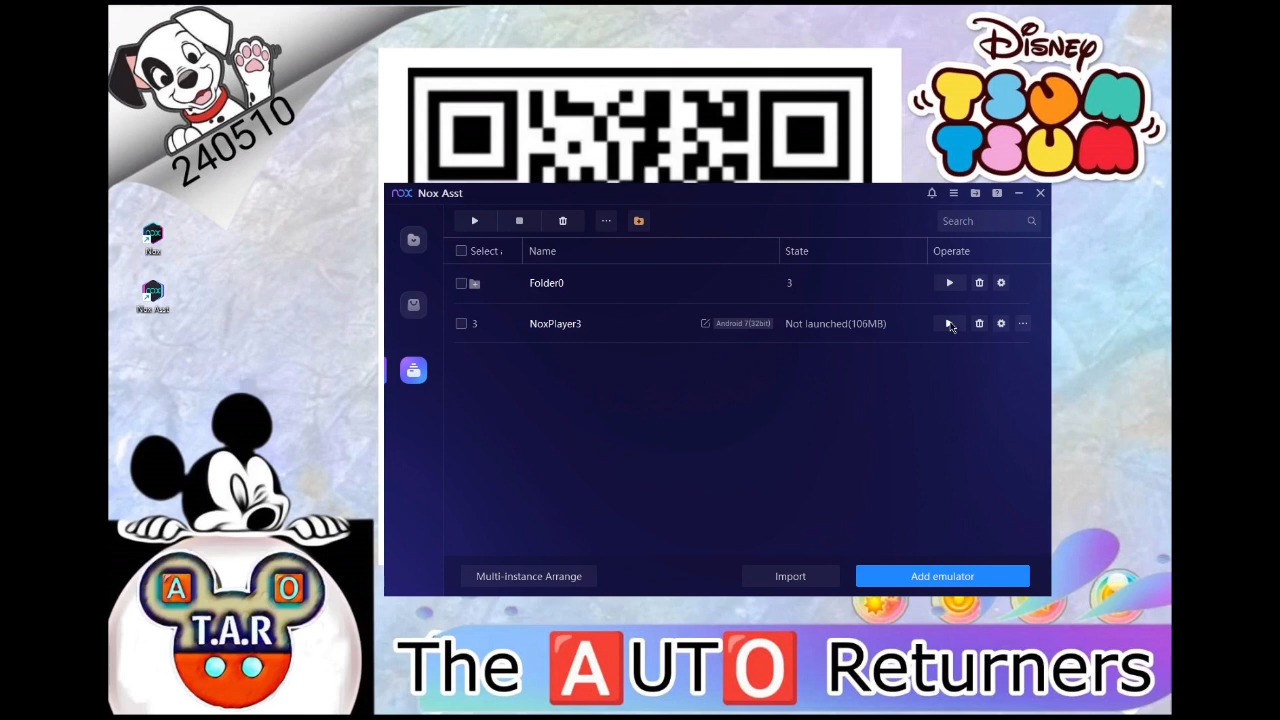 240510
DISNEY
TSUM
TSUM
nox Nox Asst
Search
Select Name State Operate
Folder0 3
3 NoxPlayer3 Android 7(32bit) Not launched(106MB)
Nox
Nox Asst
Multi-instance Arrange Import Add emulator
A O
T.A.R
The AUTO Returners